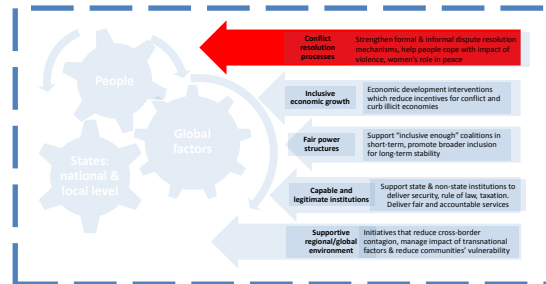 People
Global
factors
States:
national &
local level
Conflict
resolution
processes
Strengthen formal & informal dispute resolution
mechanisms, help people cope with impact of
violence, women's role in peace
Inclusive
economic growth
Economic development interventions
which reduce incentives for conflict and
curb illicit economies
Fair power
structures
Support "inclusive enough" coalitions in
short-term, promote broader inclusion
for long-term stability
Capable and
legitimate institutions
Support state & non-state institutions to
deliver security, rule of law, taxation.
Deliver fair and accountable services
Supportive
regional/global
environment
Initiatives that reduce cross-border
contagion, manage impact of transnational
factors & reduce communities' vulnerability